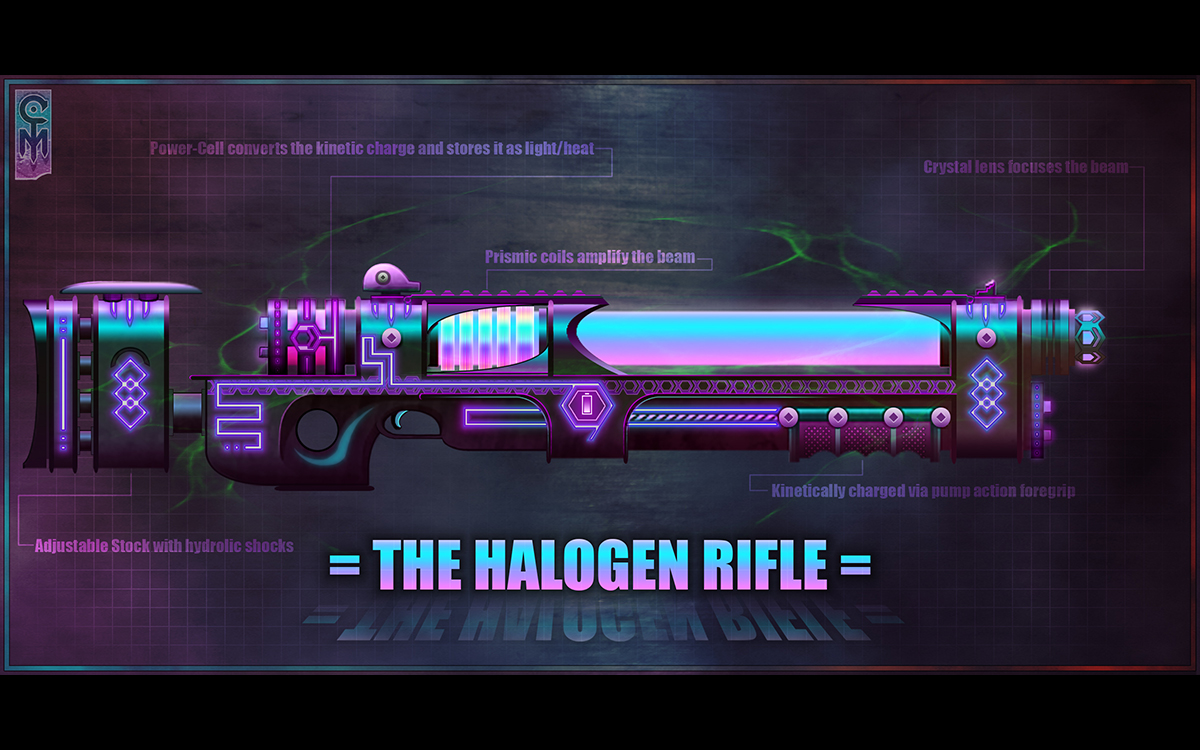 CTM
Power-Cell converts the kinetic charge and stores it as light/heat
Crystal lens focuses the beam
Prismic coils amplify the beam
Kinetically charged via pump action foregrip
Adjustable Stock with hydrolic shocks
= THE HALOGEN RIFLE =